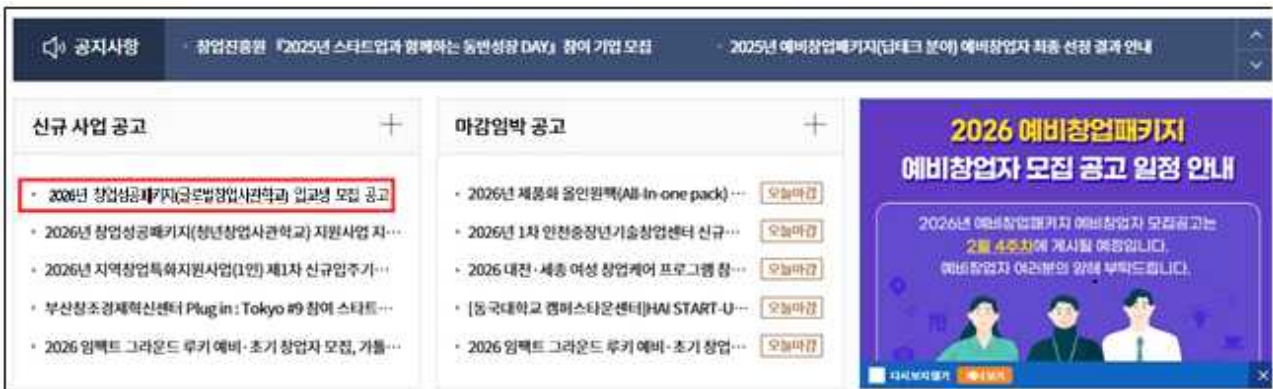 공지사항
· 창업진흥원 『2025년 스타트업과 함께하는 동반성장 DAY』 참여 기업 모집
· 2025년 예비창업패키지(딥테크 분야) 예비창업자 최종 선정 결과 안내
신규 사업 공고
· 2026년 창업성공패키지(글로벌창업사관학교) 입교생 모집 공고
· 2026년 창업성공패키지(청년창업사관학교) 지원사업 지…
· 2026년 지역창업특화지원사업(1인) 제1차 신규입주기…
· 부산창조경제혁신센터 Plug in : Tokyo #9 참여 스타트…
· 2026 임팩트 그라운드 루키 예비·초기 창업자 모집, 가톨…
마감임박 공고
· 2026년 제품화 올인원팩(All-In-one pack) … 오늘마감
· 2026년 1차 인천중장년기술창업센터 신규… 오늘마감
· 2026 대전·세종 여성 창업케어 프로그램 참… 오늘마감
· [동국대학교 캠퍼스타운센터]HAI START-U… 오늘마감
· 2026 임팩트 그라운드 루키 예비·초기 창업… 오늘마감
2026 예비창업패키지
예비창업자 모집 공고 일정 안내
2026년 예비창업패키지 예비창업자 모집공고는
2월 4주차에 게시될 예정입니다.
예비창업자 여러분의 양해 부탁드립니다.
다시 보지 않기